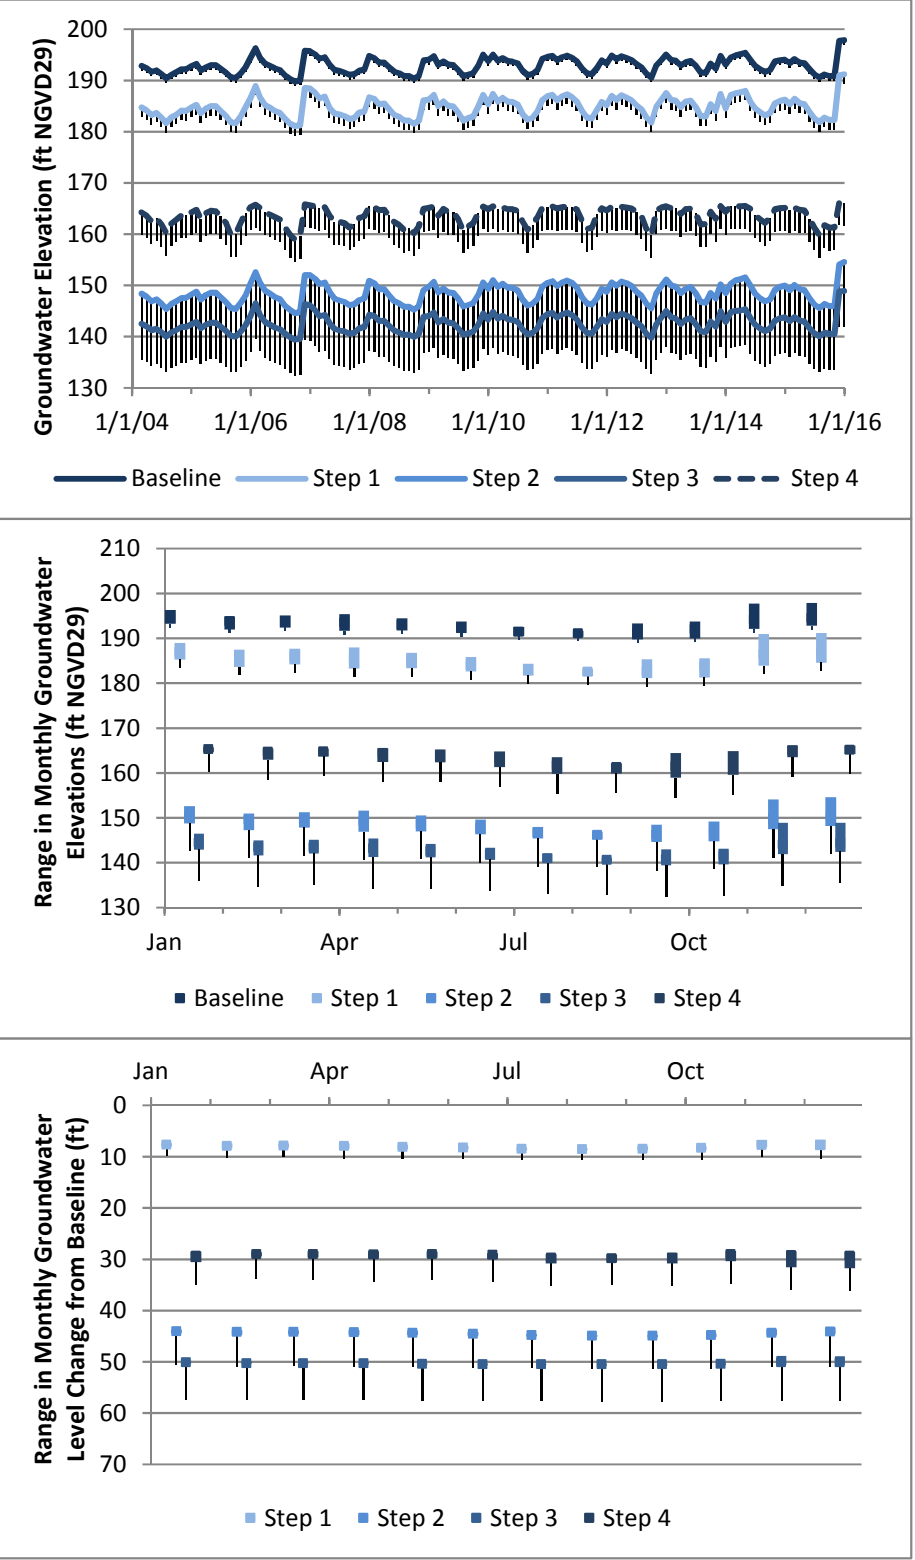 Groundwater Elevation (ft NGVD29)
200
190
180
170
160
150
140
130
1/1/04 1/1/06 1/1/08 1/1/10 1/1/12 1/1/14 1/1/16
Baseline Step 1 Step 2 Step 3 Step 4
Range in Monthly Groundwater
Elevations (ft NGVD29)
210
200
190
180
170
160
150
140
130
Jan Apr Jul Oct
Baseline Step 1 Step 2 Step 3 Step 4
Range in Monthly Groundwater
Level Change from Baseline (ft)
Jan Apr Jul Oct
0
10
20
30
40
50
60
70
Step 1 Step 2 Step 3 Step 4